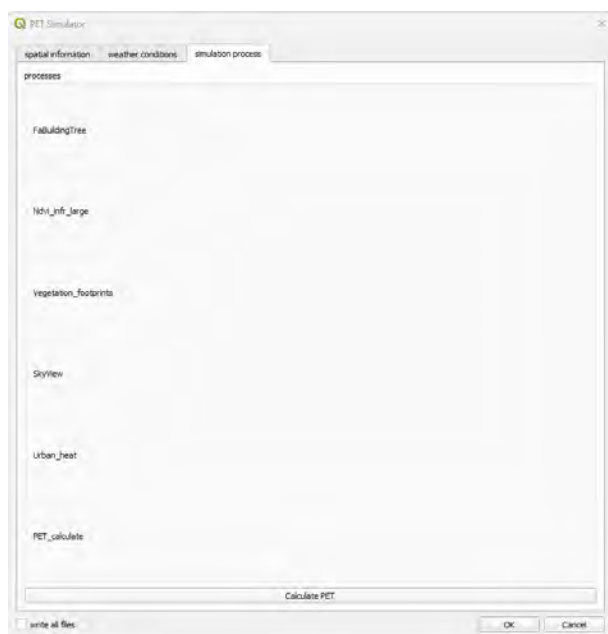 PET Simulator
spatial information weather conditions simulation process
processes
FaBuildingTree
Ndvi_infr_large
Vegetation_footprints
SkyView
Urban_heat
PET_calculate
Calculate PET
write all files OK Cancel